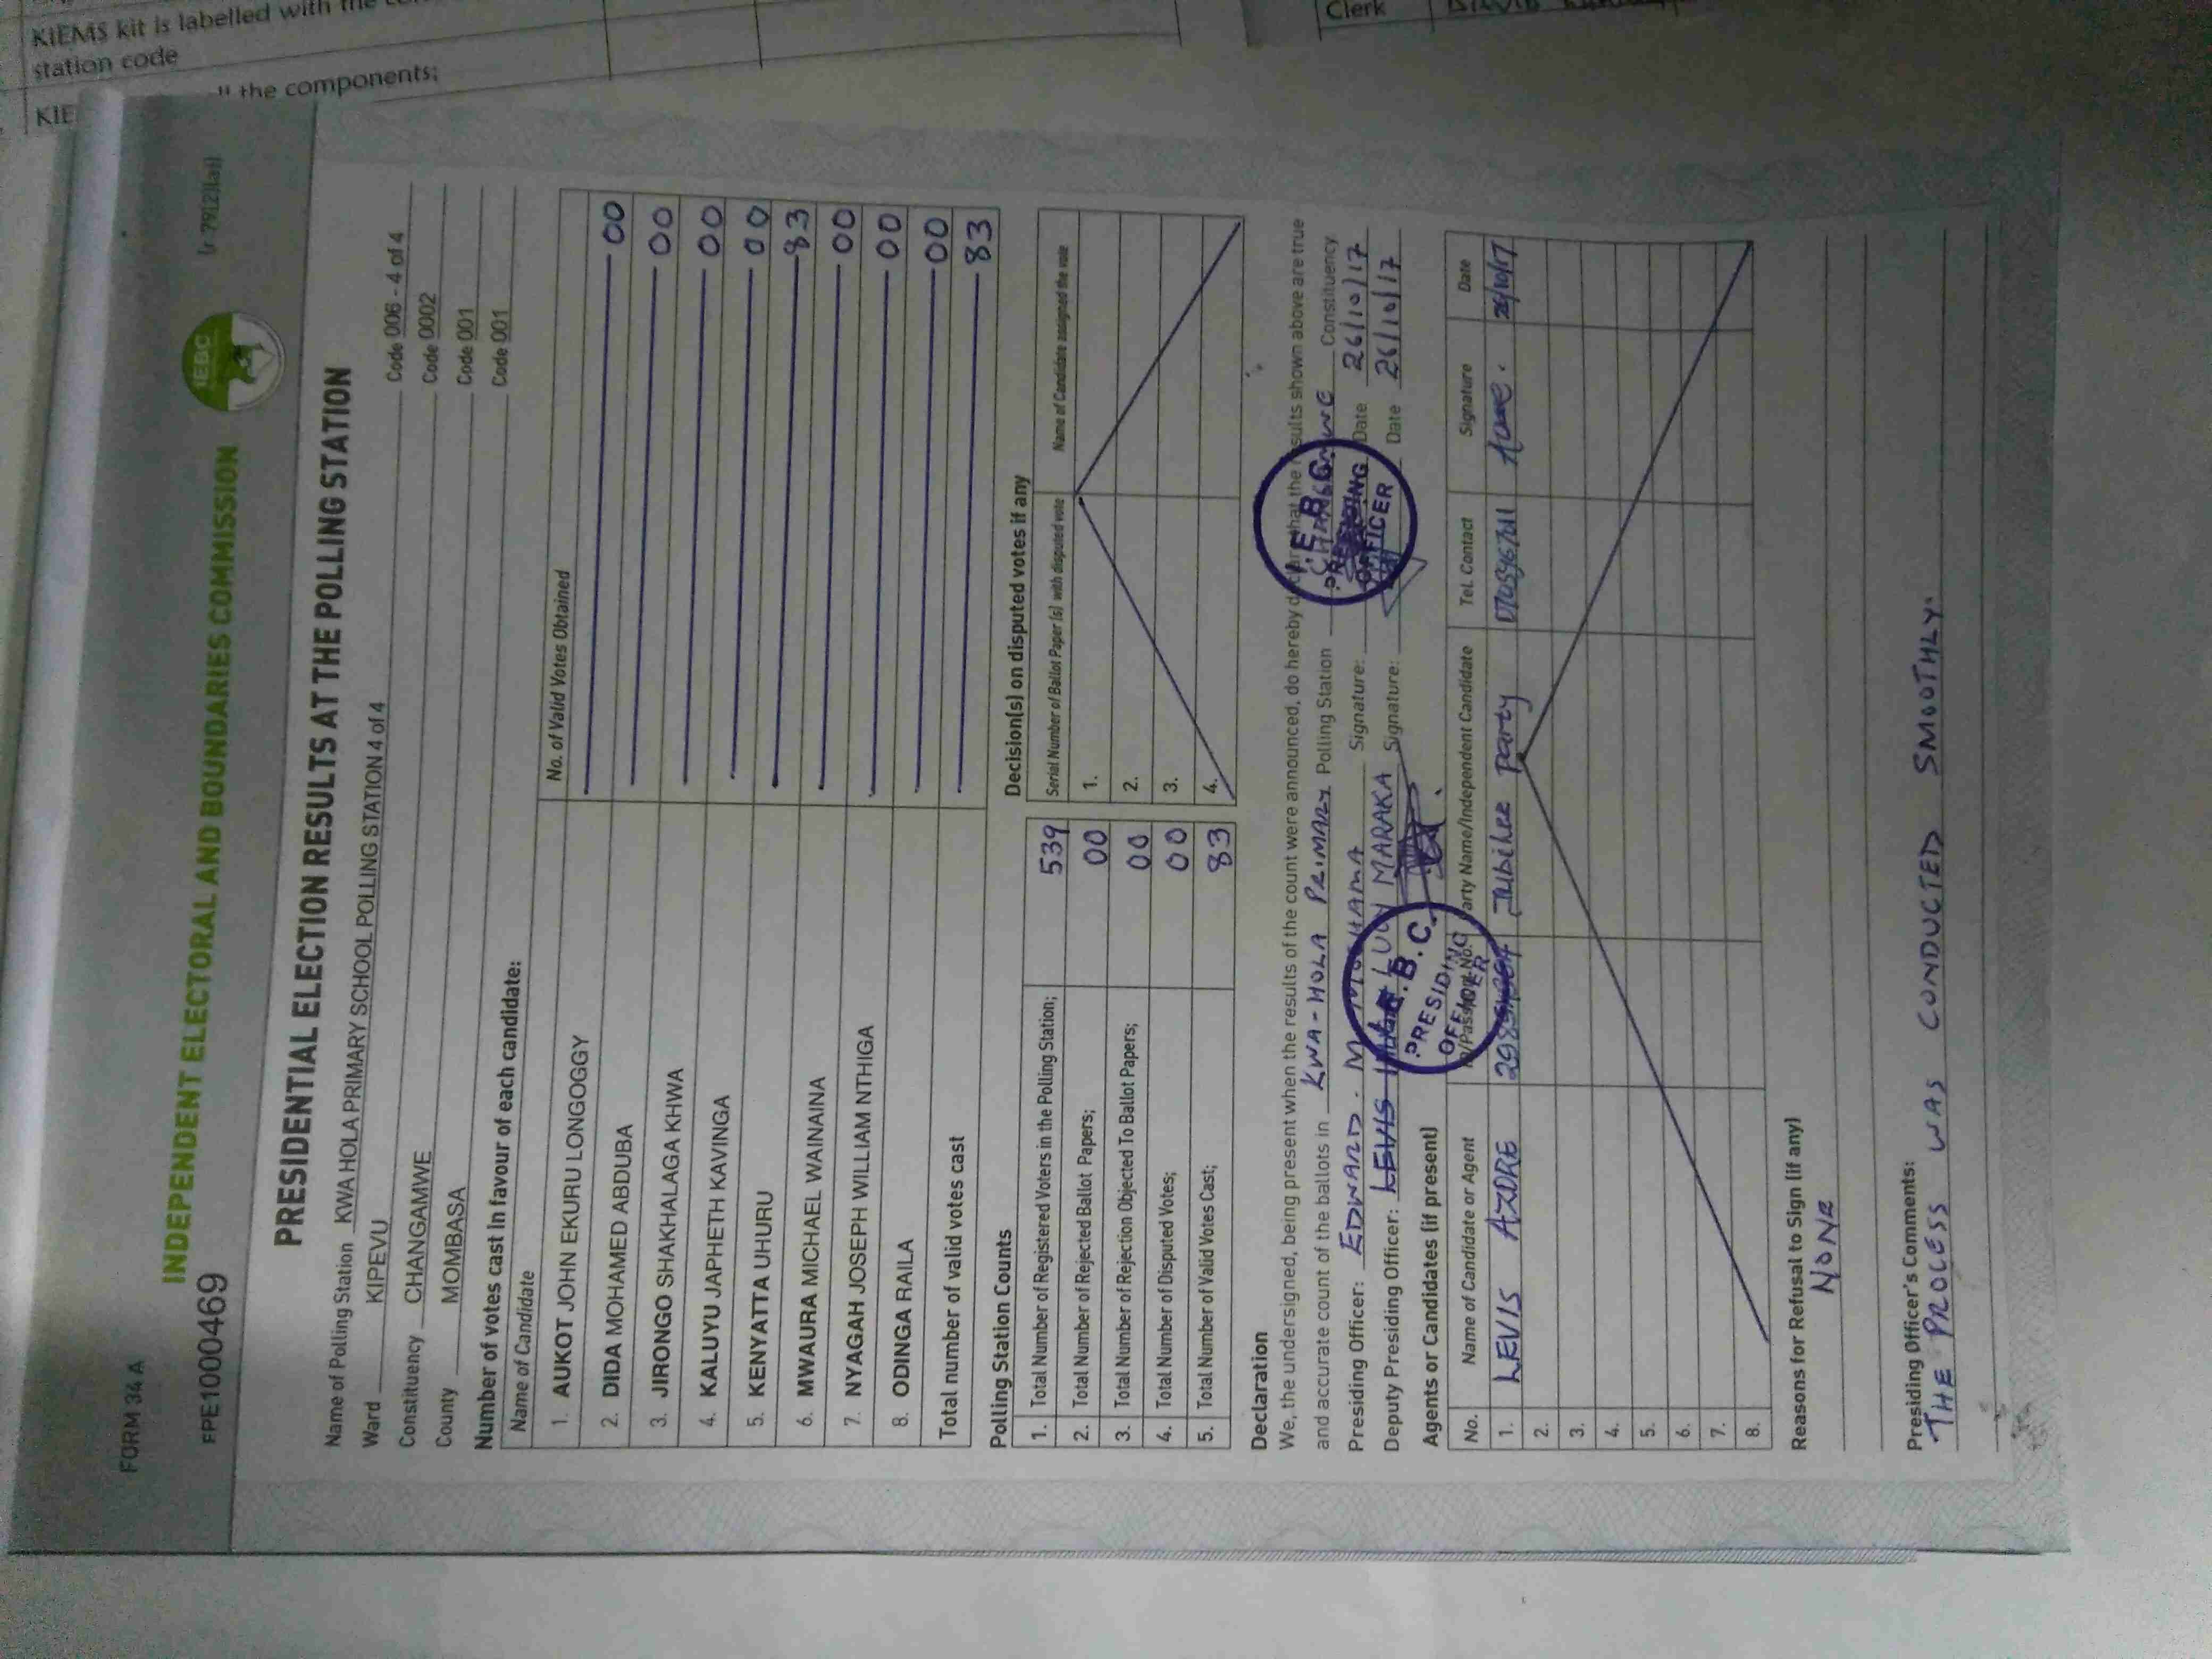 KIEMS kit is labelled with the
station code
KIE
the components;
Clerk
FORM 34 A
(r 79(2)(a))
INDEPENDENT ELECTORAL AND BOUNDARIES COMMISSION
IEBC
FPE1000469
PRESIDENTIAL ELECTION RESULTS AT THE POLLING STATION
Name of Polling Station KWA HOLA PRIMARY SCHOOL POLLING STATION 4 of 4 Code 006 - 4 of 4
Ward KIPEVU Code 0002
Constituency CHANGAMWE Code 001
County MOMBASA Code 001
Number of votes cast in favour of each candidate:
Name of Candidate No. of Valid Votes Obtained
1. AUKOT JOHN EKURU LONGOGGY 00
2. DIDA MOHAMED ABDUBA 00
3. JIRONGO SHAKHALAGA KHWA 00
4. KALUYU JAPHETH KAVINGA 00
5. KENYATTA UHURU 83
6. MWAURA MICHAEL WAINAINA 00
7. NYAGAH JOSEPH WILLIAM NTHIGA 00
8. ODINGA RAILA 00
Total number of valid votes cast 83
Polling Station Counts
1. Total Number of Registered Voters in the Polling Station; 539
2. Total Number of Rejected Ballot Papers; 00
3. Total Number of Rejection Objected To Ballot Papers; 00
4. Total Number of Disputed Votes; 00
5. Total Number of Valid Votes Cast; 83
Decision(s) on disputed votes if any
Serial Number of Ballot Paper (s) with disputed vote Name of Candidate assigned the vote
1.
2.
3.
4.
Declaration
We, the undersigned, being present when the results of the count were announced, do hereby declare that the results shown above are true
and accurate count of the ballots in KWA-HOLA PRIMARY Polling Station CHANGAMWE Constituency
Presiding Officer: EDWARD. Signature: Date 26/10/17
Deputy Presiding Officer: MARAKA Signature: Date 26/10/17
I.E.B.C.
PRESIDING
OFFICER
I.E.B.C.
PRESIDING
OFFICER
Agents or Candidates (if present)
No. Name of Candidate or Agent ID/Passport No. Party Name/Independent Candidate Tel. Contact Signature Date
1. LEVIS AZDRE Jubilee party 26/10/17
2.
3.
4.
5.
6.
7.
8.
Reasons for Refusal to Sign (if any)
NONE
Presiding Officer's Comments:
THE PROCESS WAS CONDUCTED SMOOTHLY.